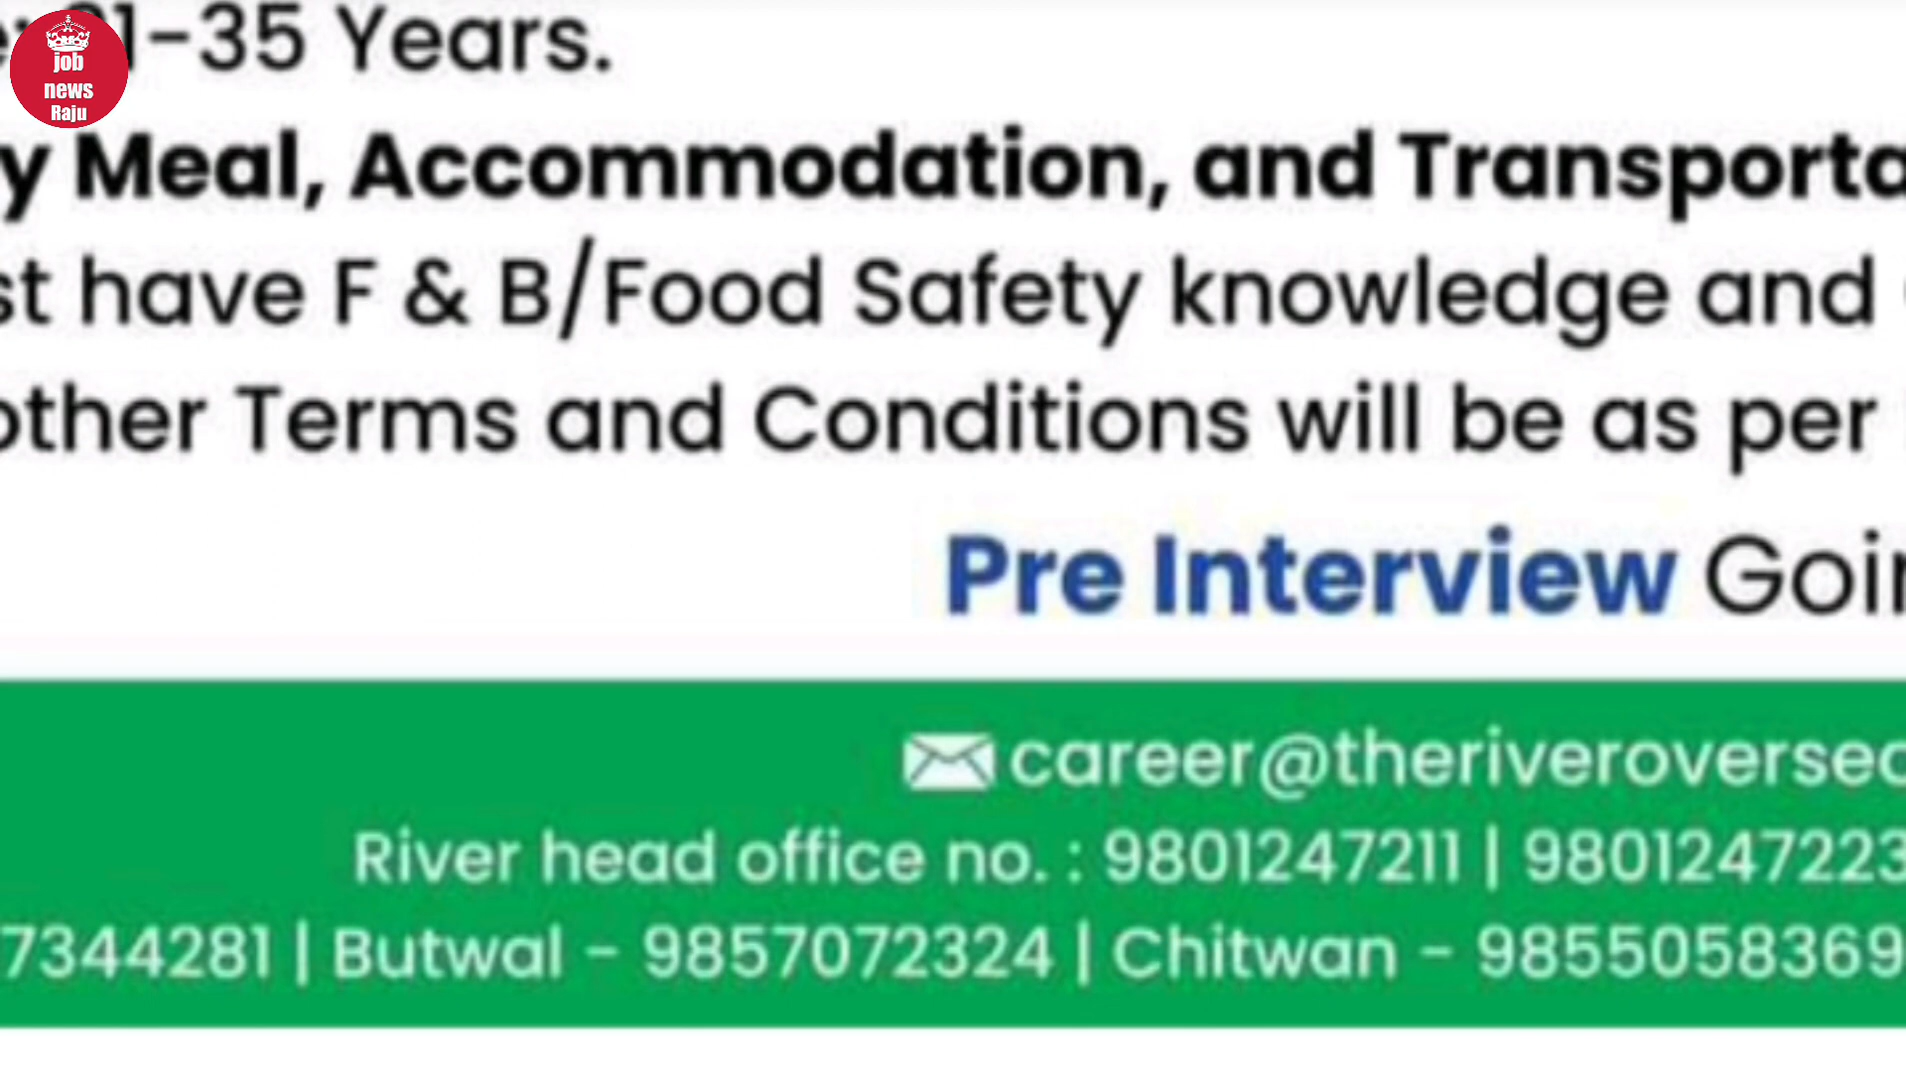 job
news
Raju
1-35 Years.
y Meal, Accommodation, and Transporta
st have F & B/Food Safety knowledge and
other Terms and Conditions will be as per
Pre Interview Goin
career@theriveroversea
River head office no. : 9801247211 | 9801247223
7344281 | Butwal - 9857072324 | Chitwan - 9855058369